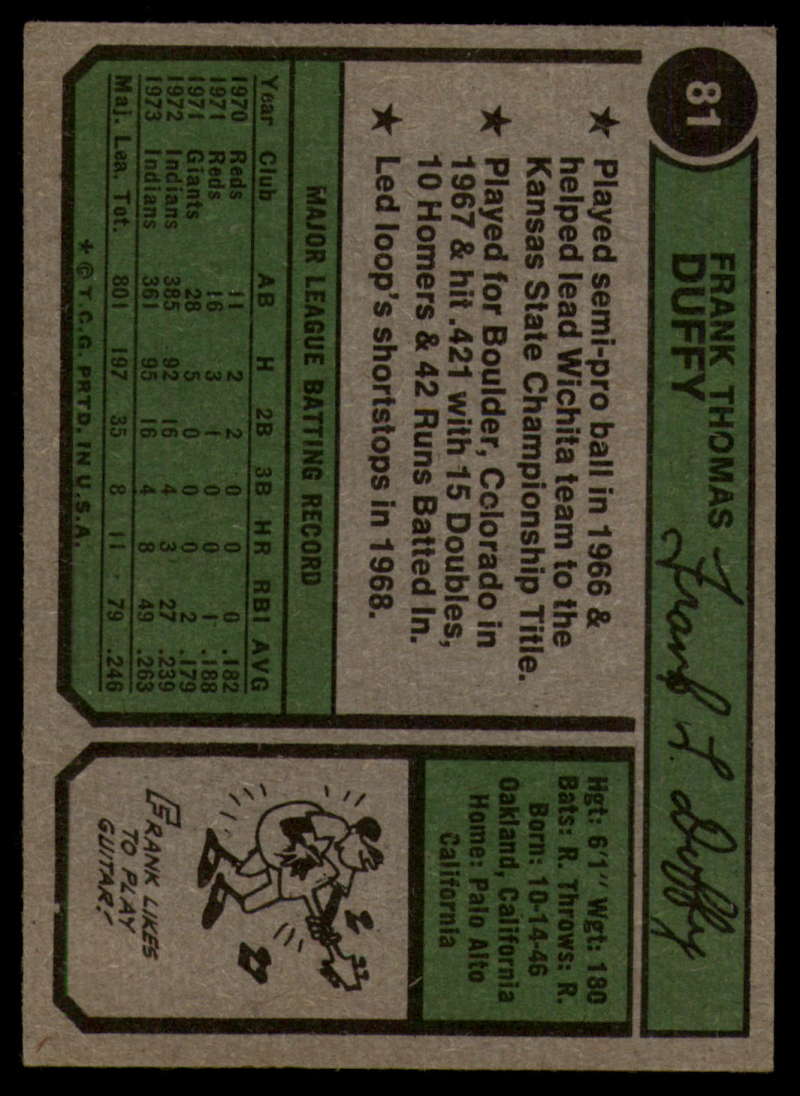 81
FRANK THOMAS
DUFFY
Frank T. Duffy
★ Played semi-pro ball in 1966 &
helped lead Wichita team to the
Kansas State Championship Title.
★ Played for Boulder, Colorado in
1967 & hit .421 with 15 Doubles,
10 Homers & 42 Runs Batted In.
★ Led loop's shortstops in 1968.
MAJOR LEAGUE BATTING RECORD
Year Club AB H 2B 3B HR RBI AVG
1970 Reds 11 2 2 0 0 0 .182
1971 Reds 16 3 1 0 0 1 .188
1971 Giants 28 5 0 0 0 2 .179
1972 Indians 385 92 16 4 3 27 .239
1973 Indians 361 95 16 4 8 49 .263
Maj. Lea. Tot. 801 197 35 8 11 79 .246
* © T.C.G. PRTD. IN U.S.A.
Hgt: 6'1" Wgt: 180
Bats: R. Throws: R.
Born: 10-14-46
Oakland, California
Home: Palo Alto
California
FRANK LIKES
TO PLAY
GUITAR!